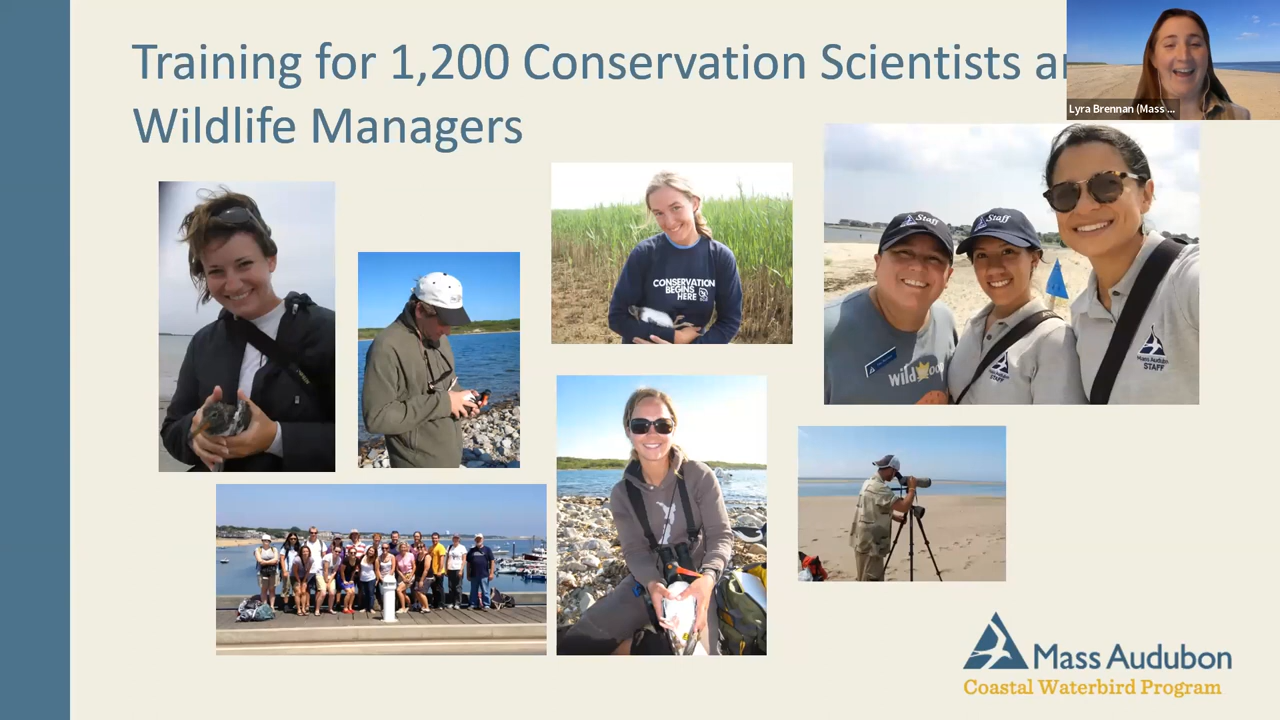 Training for 1,200 Conservation Scientists
Wildlife Managers
Lyra Brennan (Mass ...
Staff
Staff
CONSERVATION
BEGINS
HERE
Mass Audubon
STAFF
STAFF
Mass Audubon
Coastal Waterbird Program